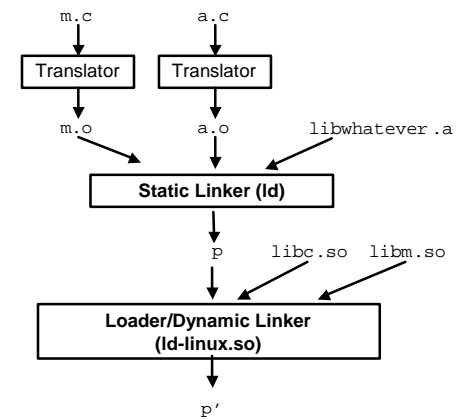 m.c a.c
Translator Translator
m.o a.o libwhatever.a
Static Linker (ld)
p libc.so libm.so
Loader/Dynamic Linker
(ld-linux.so)
p’